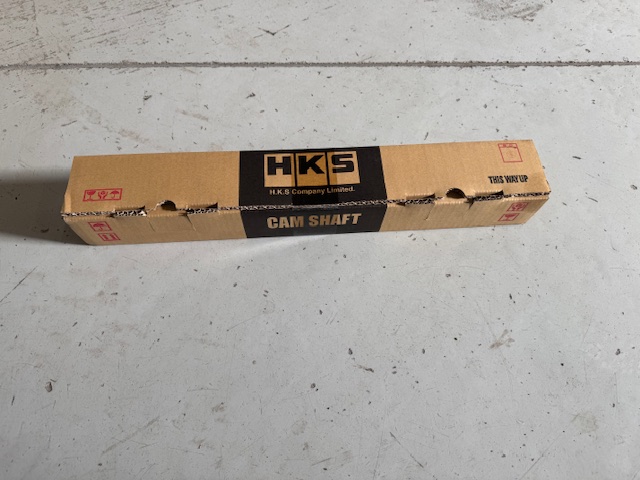 HKS
H.K.S Company Limited.
THIS WAY UP
CAM SHAFT